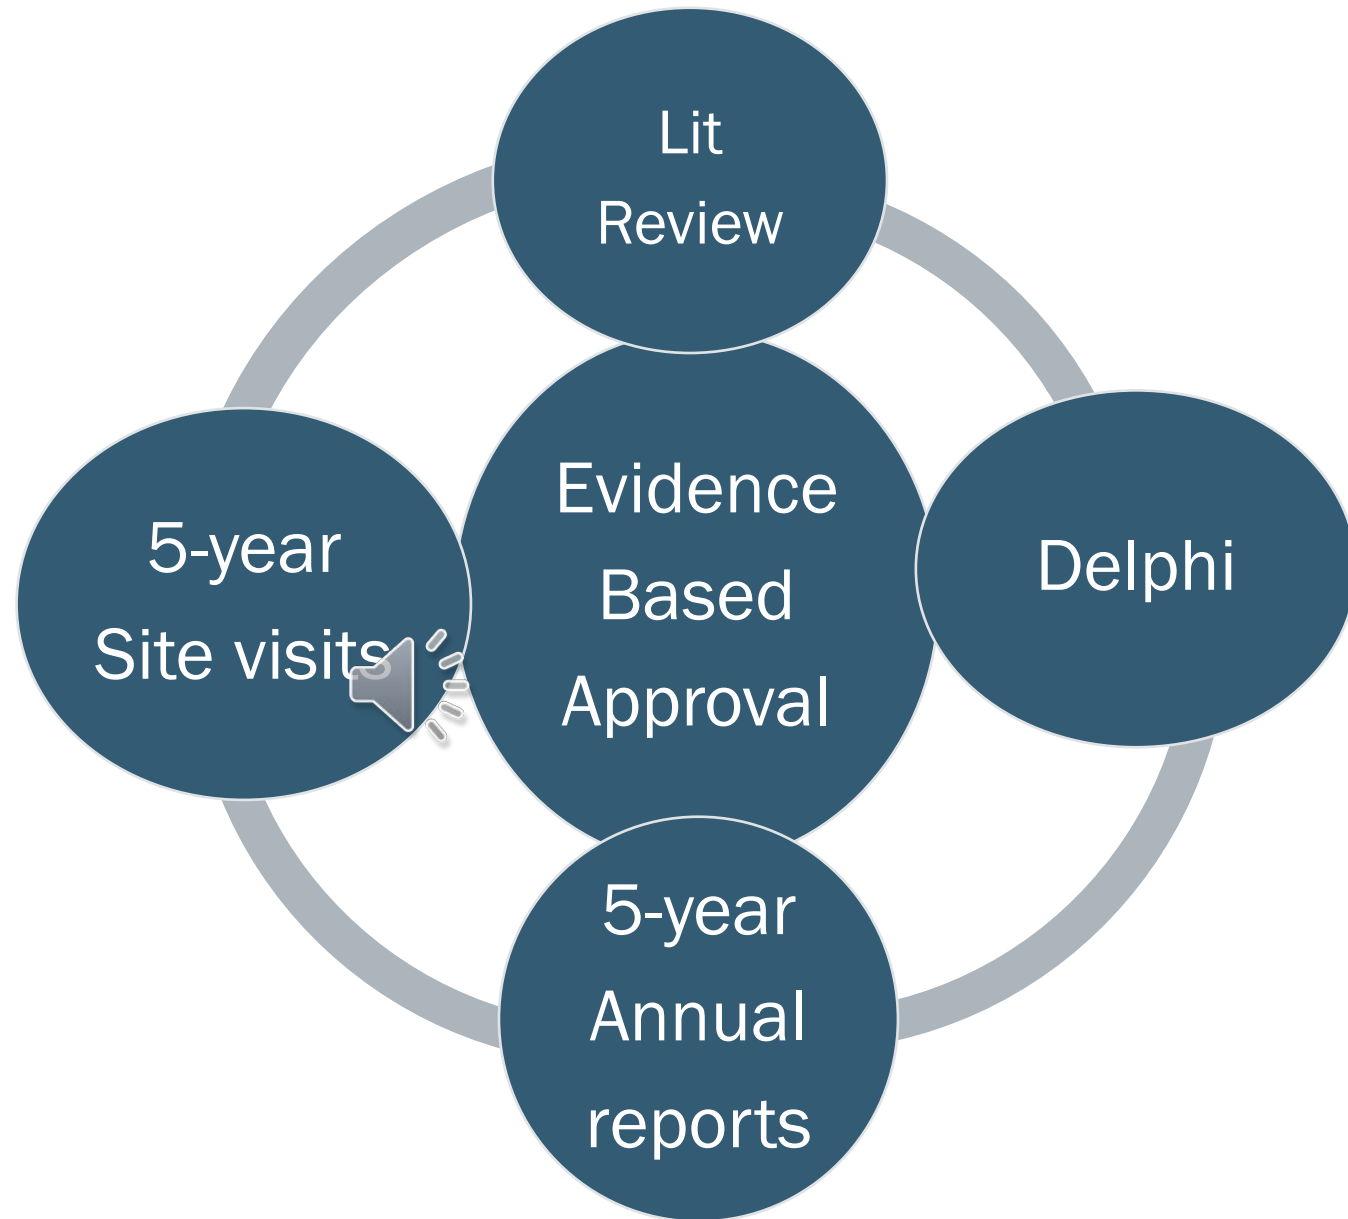 Lit
Review
Evidence
Based
Approval
Delphi
5-year
Site visits
5-year
Annual
reports